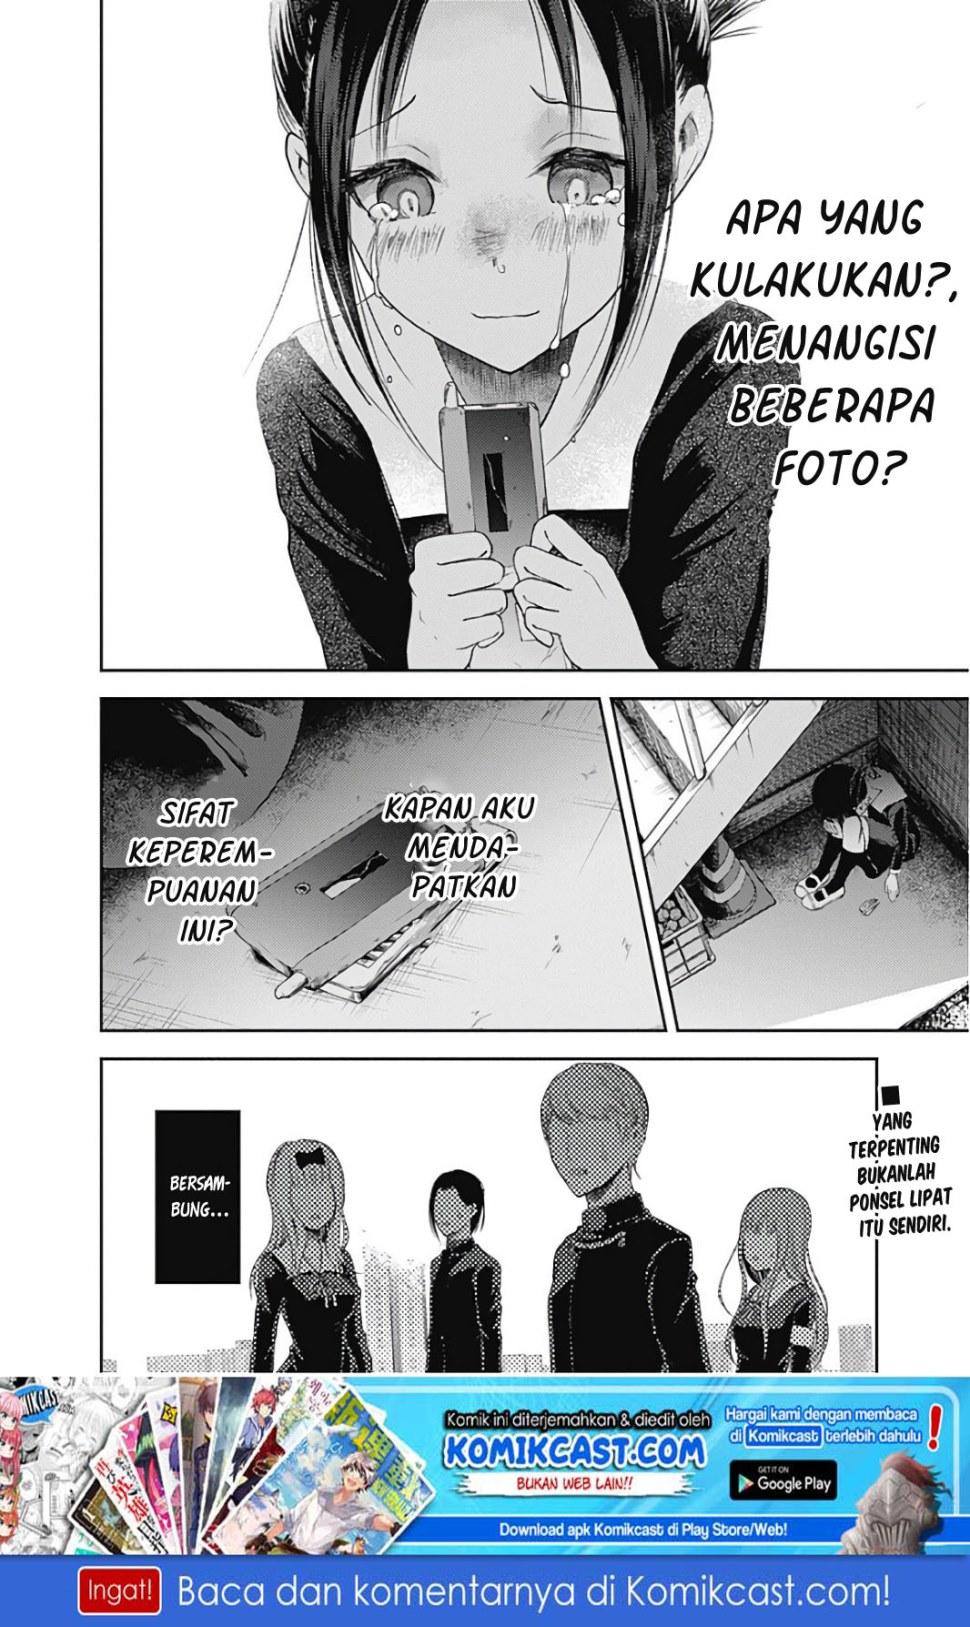 APA YANG
KULAKUKAN?,
MENANGISI
BEBERAPA
FOTO?
KAPAN AKU
MENDA-
PATKAN
SIFAT
KEPEREM-
PUANAN
INI?
BERSAM-
BUNG...
YANG
TERPENTING
BUKANLAH
PONSEL LIPAT
ITU SENDIRI.
Komik ini diterjemahkan & diedit oleh
KOMIKCAST.COM
BUKAN WEB LAIN!!
Hargai kami dengan membaca
di Komikcast terlebih dahulu !
GET IT ON
Google Play
Download apk Komikcast di Play Store/Web!
Ingat! Baca dan komentarnya di Komikcast.com!